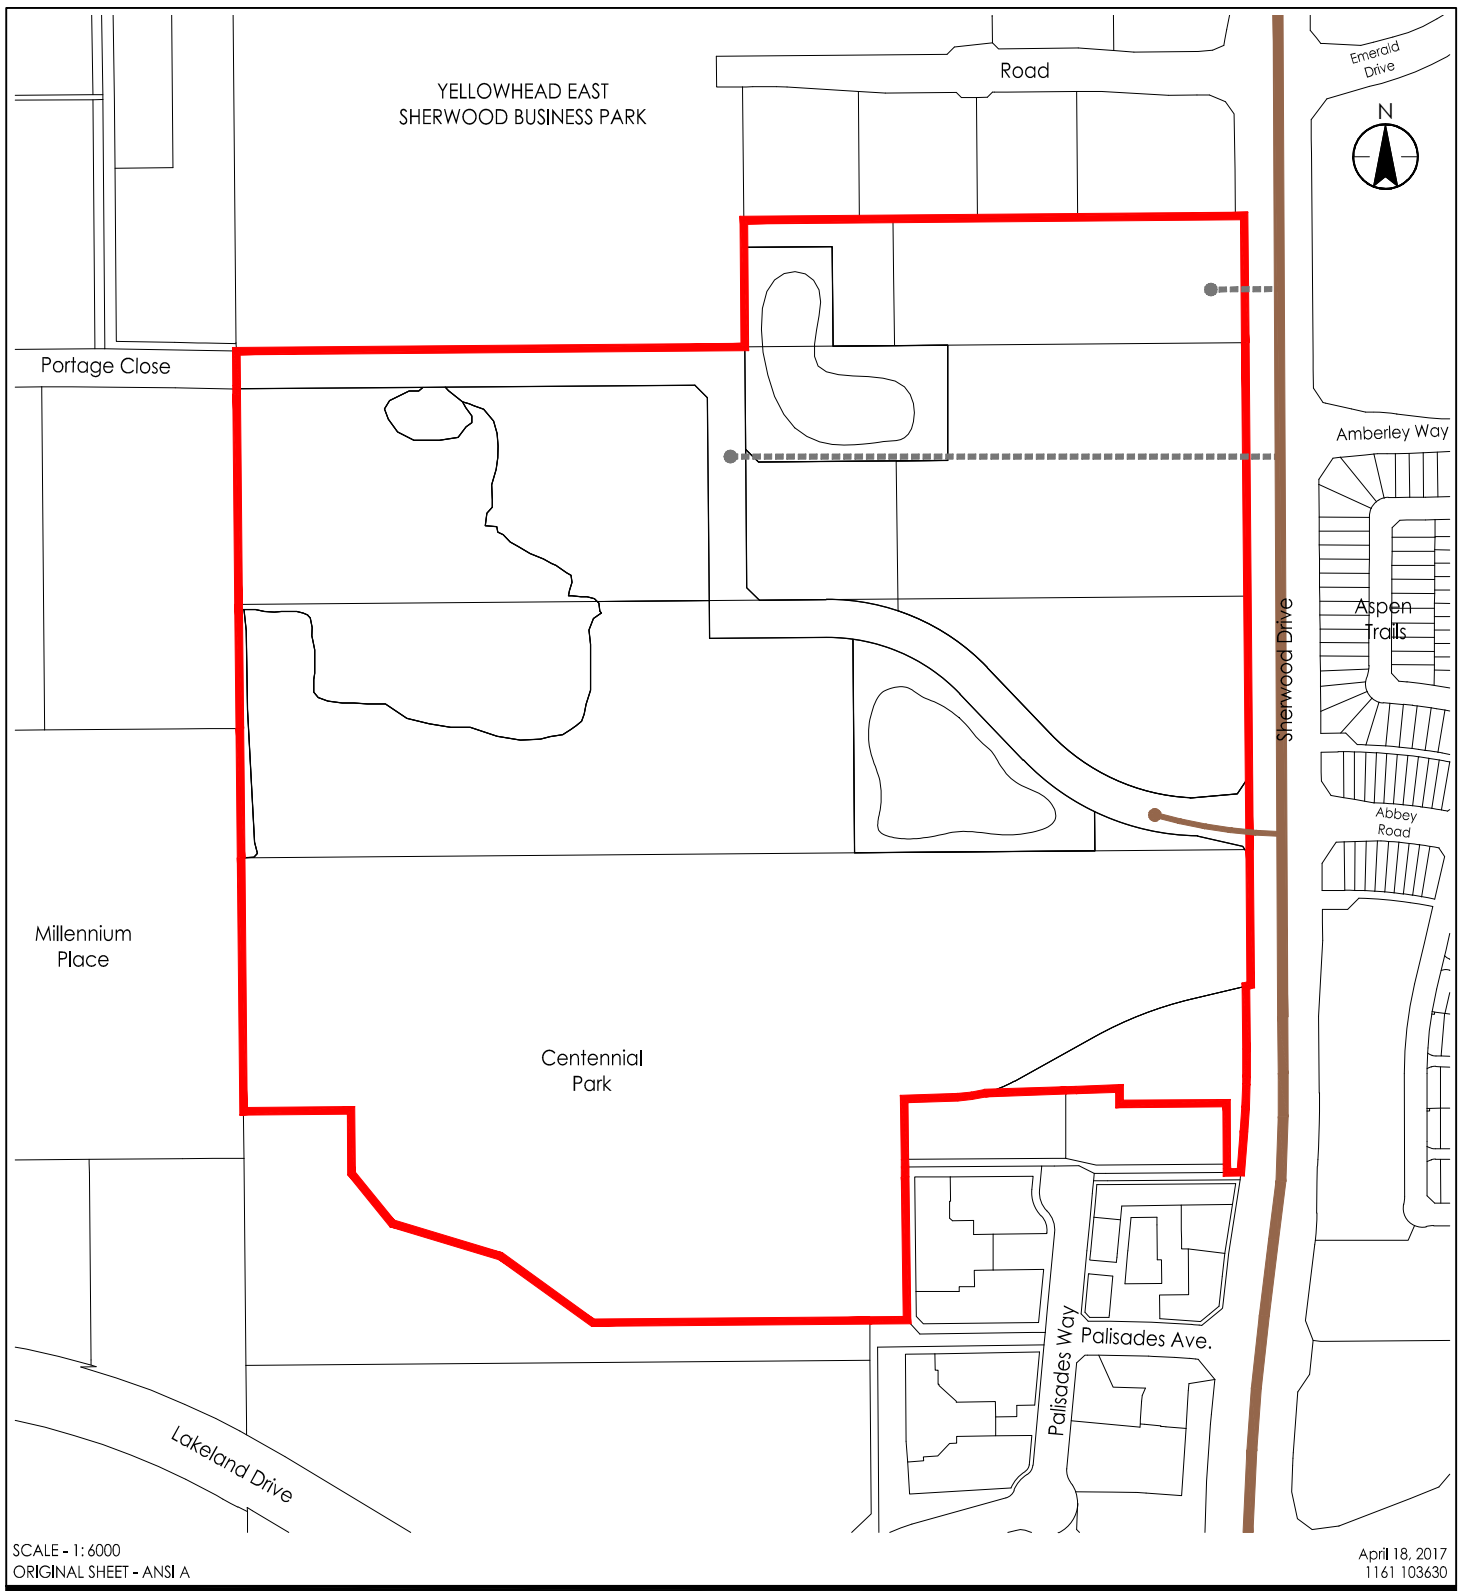 Emerald
Drive
Road
YELLOWHEAD EAST
SHERWOOD BUSINESS PARK
N
Portage Close
Amberley Way
Aspen
Trails
Sherwood Drive
Abbey
Road
Millennium
Place
Centennial
Park
Palisades Ave.
Palisades Way
Lakeland Drive
SCALE - 1: 6000
ORIGINAL SHEET - ANSI A
April 18, 2017
1161 103630